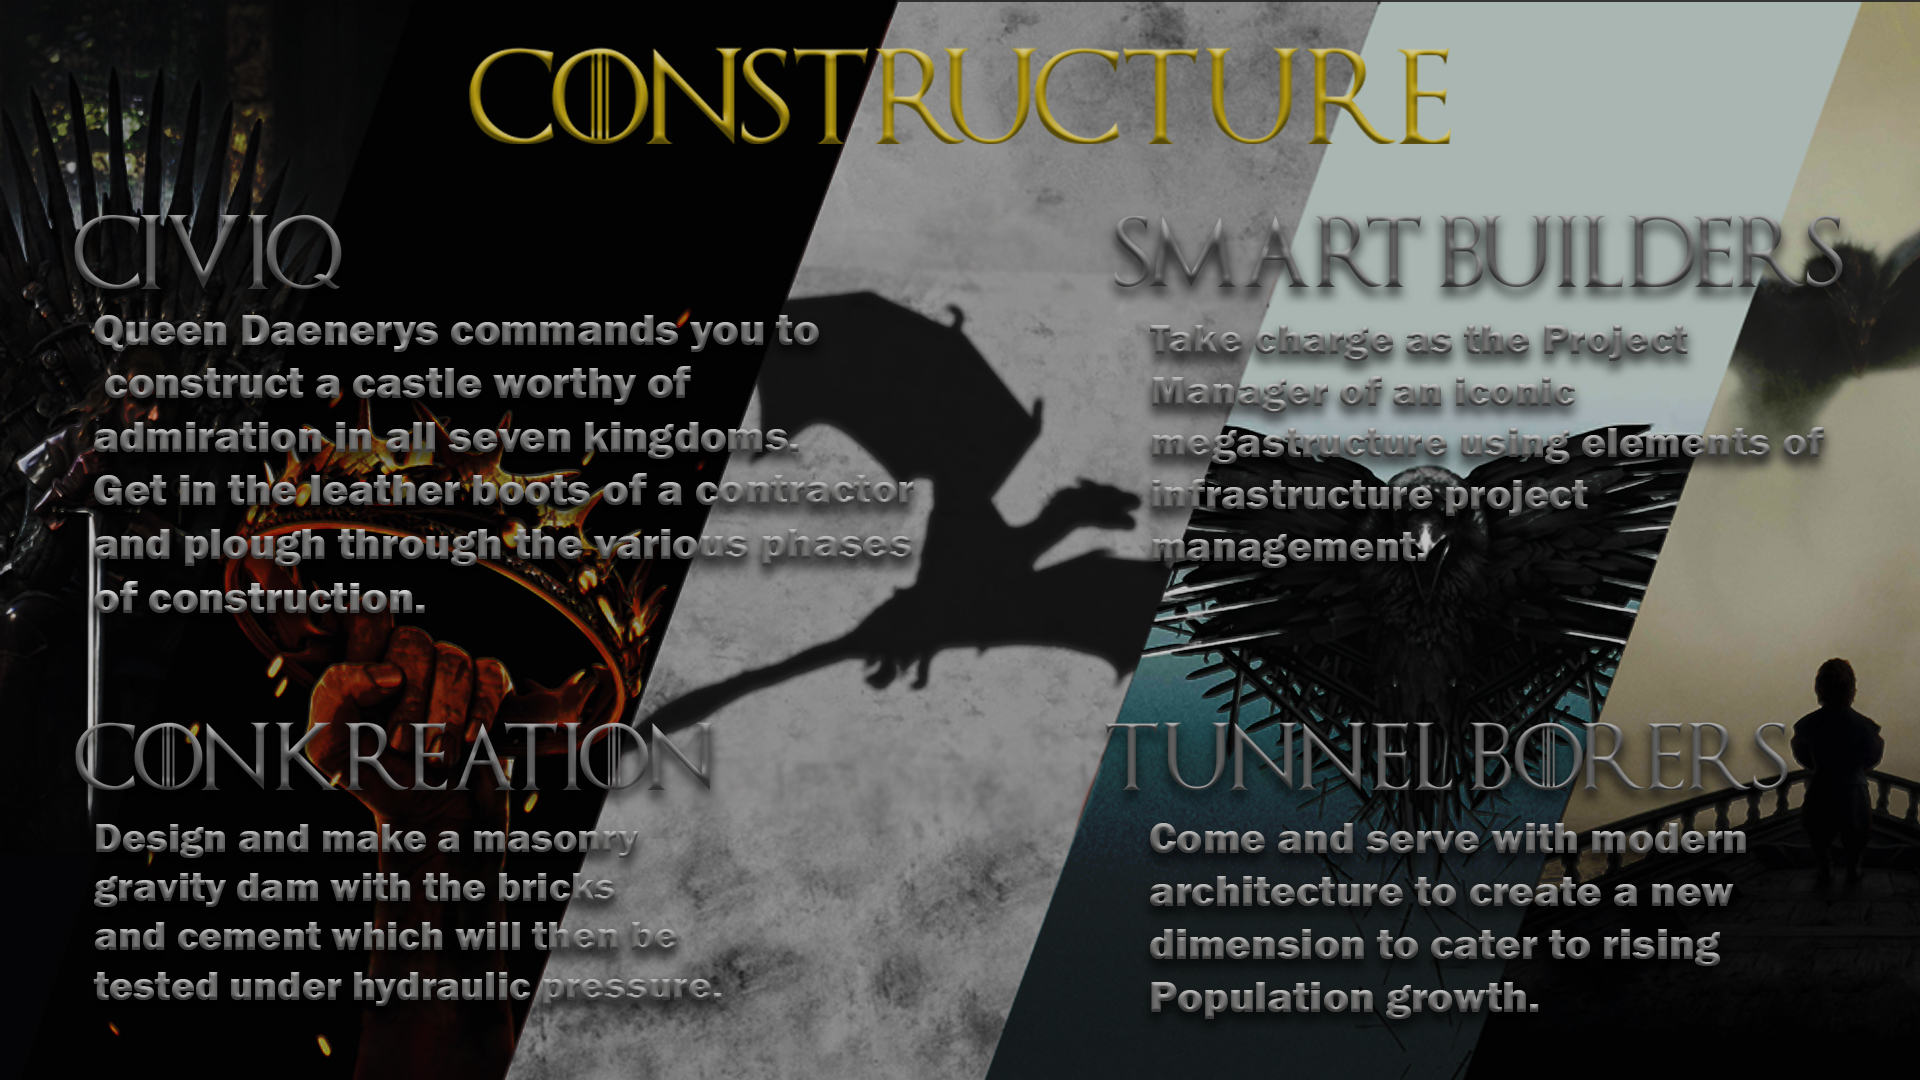 CONSTRUCTURE
CIVIQ
Queen Daenerys commands you to
construct a castle worthy of
admiration in all seven kingdoms.
Get in the leather boots of a contractor
and plough through the various phases
of construction.
SMART BUILDERS
Take charge as the Project
Manager of an iconic
megastructure using elements of
infrastructure project
management.
CONKREATION
Design and make a masonry
gravity dam with the bricks
and cement which will then be
tested under hydraulic pressure.
TUNNEL BORERS
Come and serve with modern
architecture to create a new
dimension to cater to rising
Population growth.